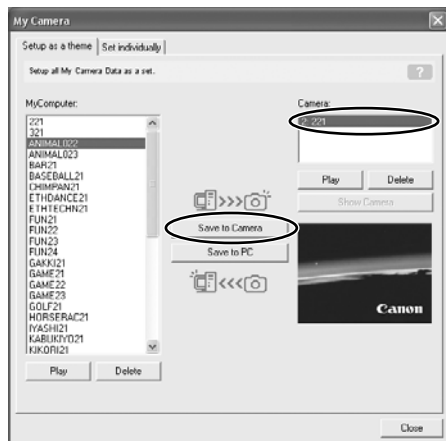 My Camera
Setup as a theme
Set individually
Setup all My Camera Data as a set.
?
MyComputer:
221
321
ANIMAL022
ANIMAL023
BAR21
BASEBALL21
CHIMPAN21
ETHDANCE21
ETHTECHN21
FUN21
FUN22
FUN23
FUN24
GAKKI21
GAME21
GAME22
GAME23
GOLF21
HORSERAC21
IYASHI21
KABUKIYO21
KIKORI21
Play
Delete
>>>
Save to Camera
Save to PC
<<<
Camera:
2. 221
Play
Delete
Show Camera
Canon
Close